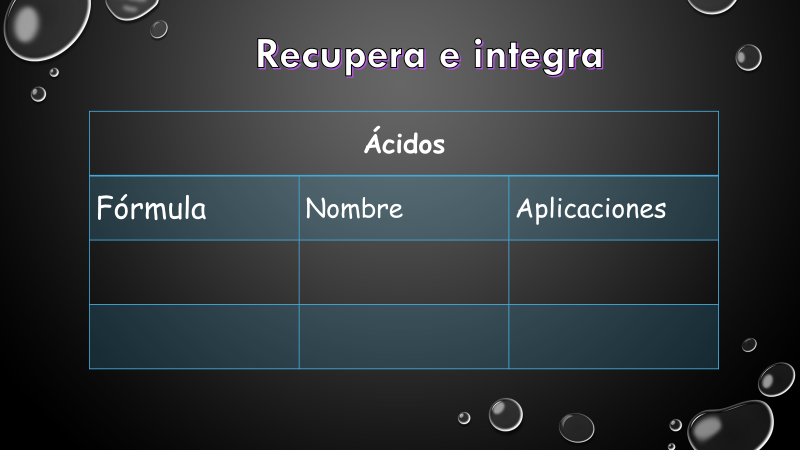 Recupera e integra
Ácidos
Fórmula Nombre Aplicaciones